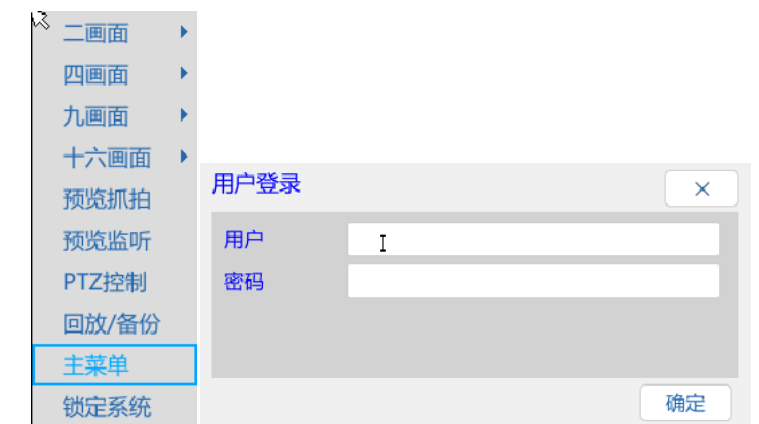 二画面
四画面
九画面
十六画面
预览抓拍
预览监听
PTZ控制
回放/备份
主菜单
锁定系统
用户登录
用户
密码
确定